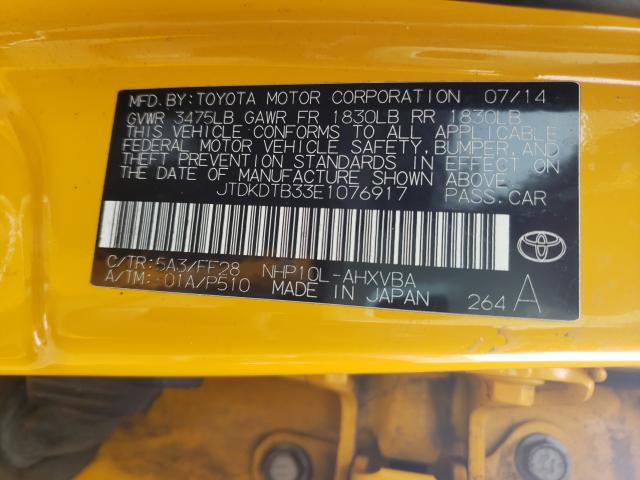 MFD.BY:TOYOTA MOTOR CORPORATION 07/14
GVWR 3475LB GAWR FR 1830LB RR 1830LB
THIS VEHICLE CONFORMS TO ALL APPLICABLE
FEDERAL MOTOR VEHICLE SAFETY,BUMPER,AND
THEFT PREVENTION STANDARDS IN EFFECT ON
THE DATE OF MANUFACTURE SHOWN ABOVE.
JTDKDTB33E1076917 PASS.CAR
C/TR:5A3/FF28 NHP10L-AHXVBA
A/TM:-01A/P510 MADE IN JAPAN 264 A